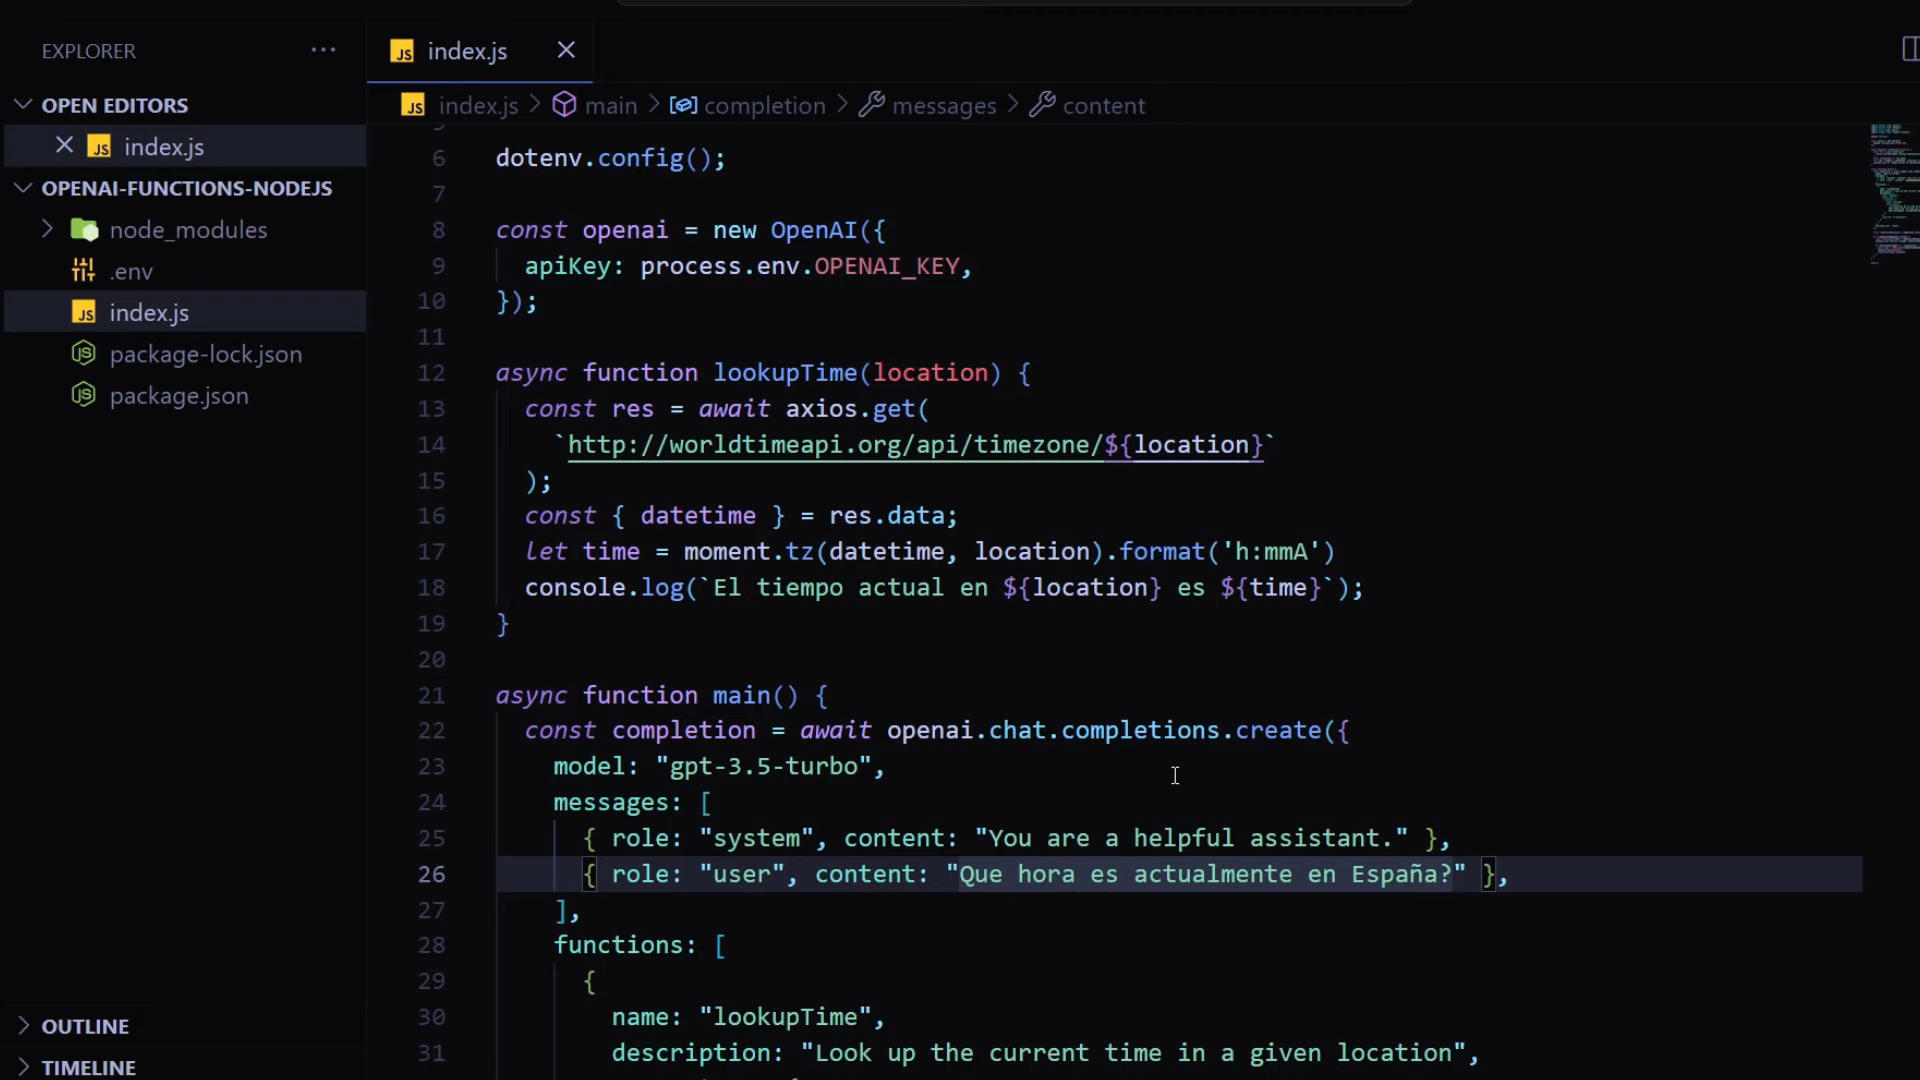 EXPLORER
···
index.js
OPEN EDITORS
index.js > main > completion > messages > content
index.js
OPENAI-FUNCTIONS-NODEJS
node_modules
.env
index.js
package-lock.json
package.json
OUTLINE
TIMELINE
6 dotenv.config();
7
8 const openai = new OpenAI({
9 apiKey: process.env.OPENAI_KEY,
10 });
11
12 async function lookupTime(location) {
13 const res = await axios.get(
14 `http://worldtimeapi.org/api/timezone/${location}`
15 );
16 const { datetime } = res.data;
17 let time = moment.tz(datetime, location).format('h:mmA')
18 console.log(`El tiempo actual en ${location} es ${time}`);
19 }
20
21 async function main() {
22 const completion = await openai.chat.completions.create({
23 model: "gpt-3.5-turbo",
24 messages: [
25 { role: "system", content: "You are a helpful assistant." },
26 { role: "user", content: "Que hora es actualmente en España?" },
27 ],
28 functions: [
29 {
30 name: "lookupTime",
31 description: "Look up the current time in a given location",